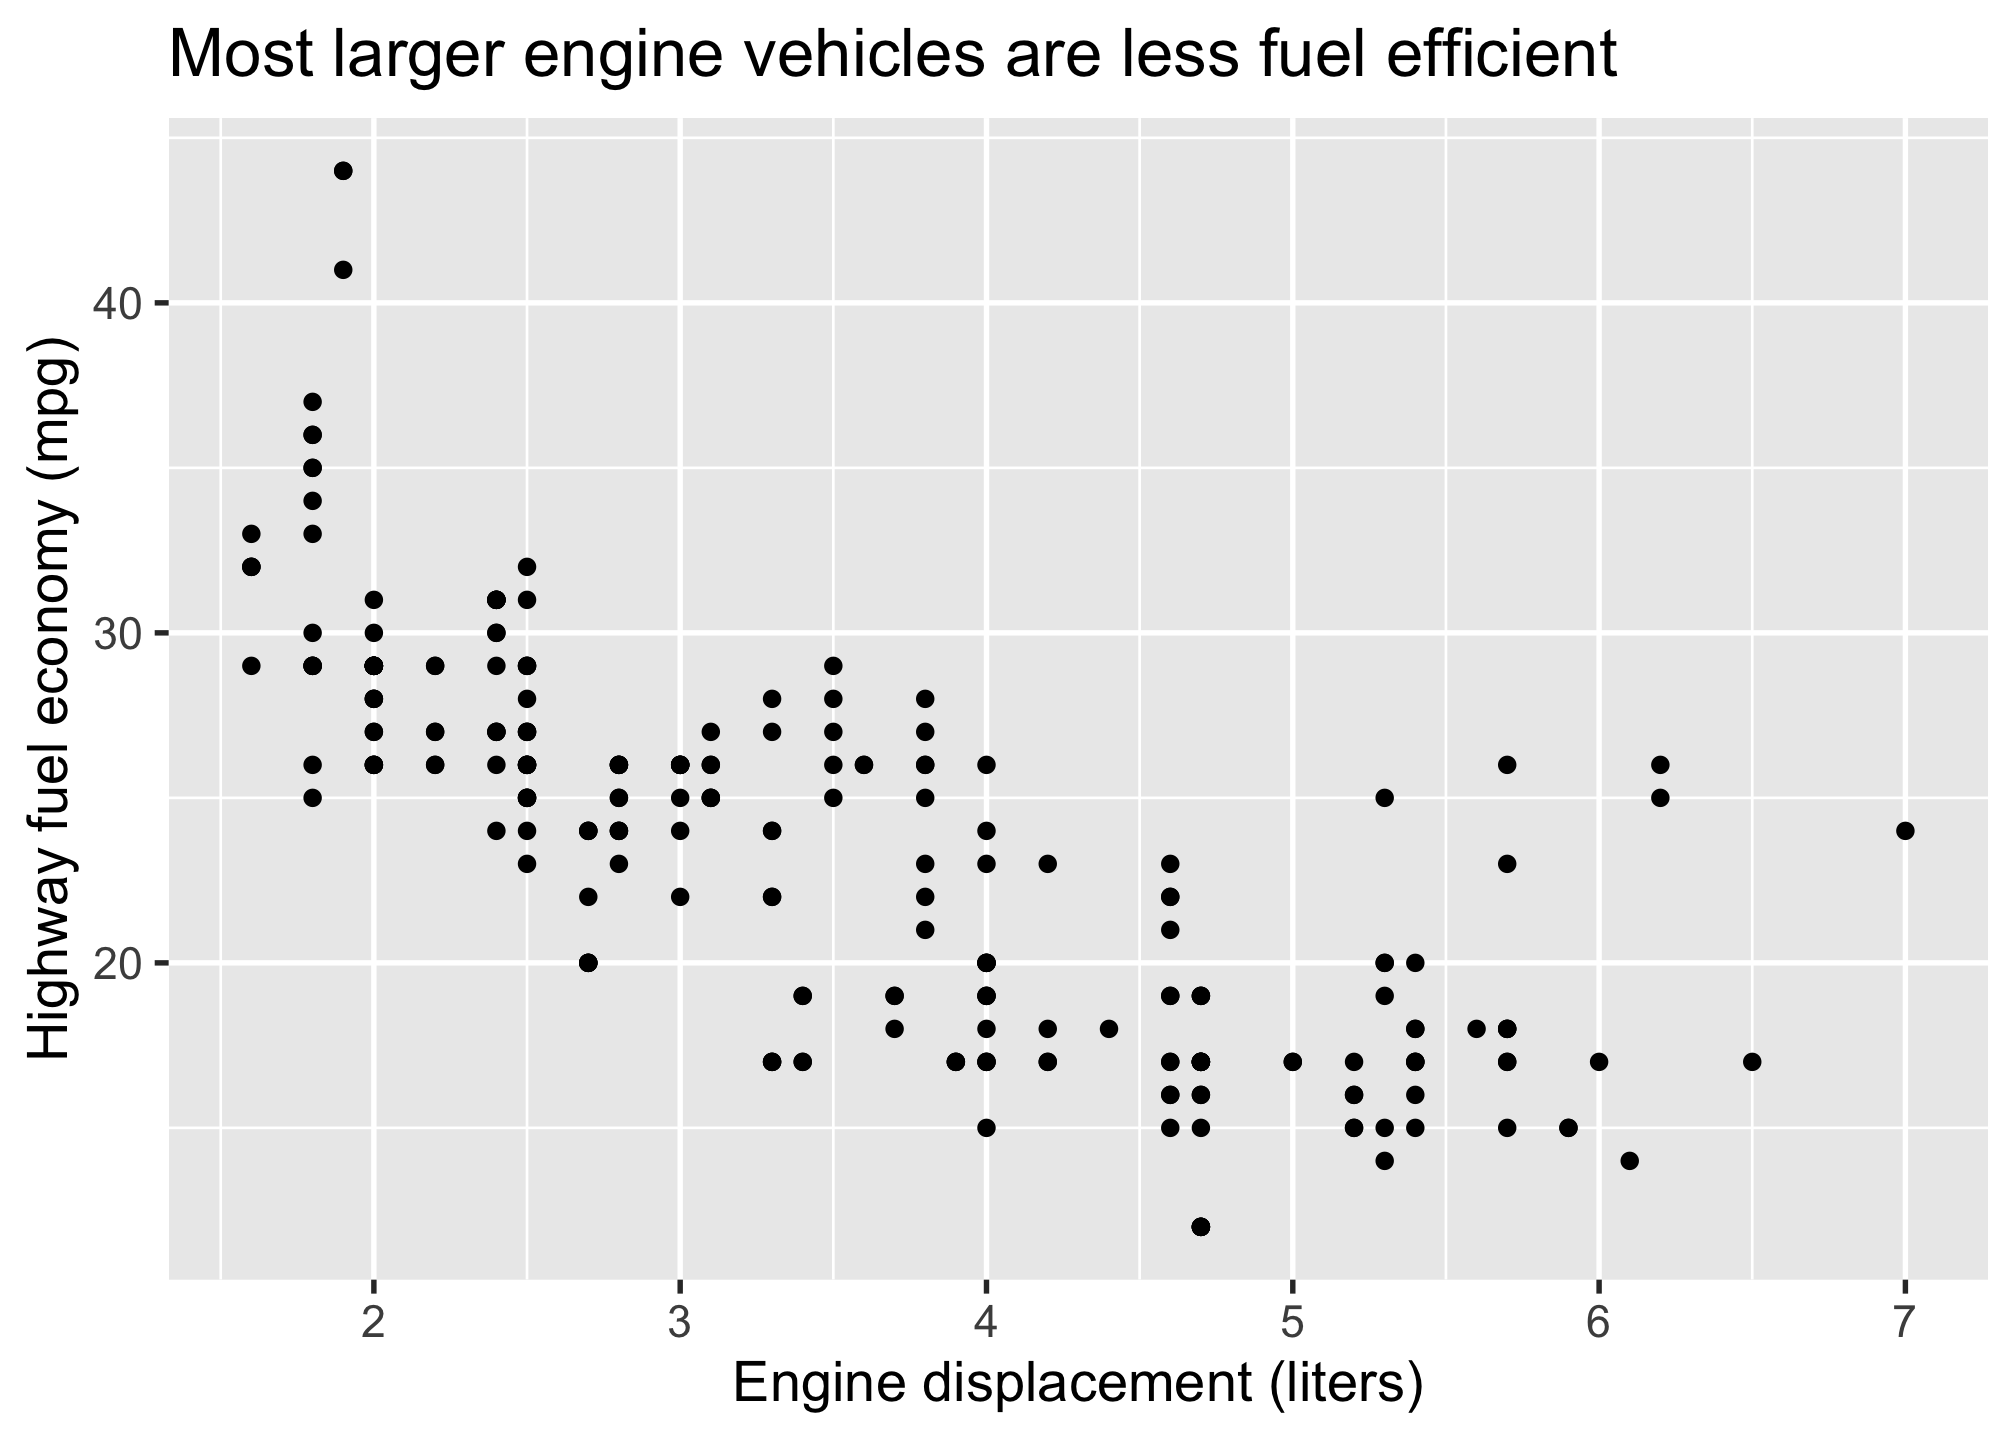 Most larger engine vehicles are less fuel efficient
Highway fuel economy (mpg)
40
30
20
2 3 4 5 6 7
Engine displacement (liters)